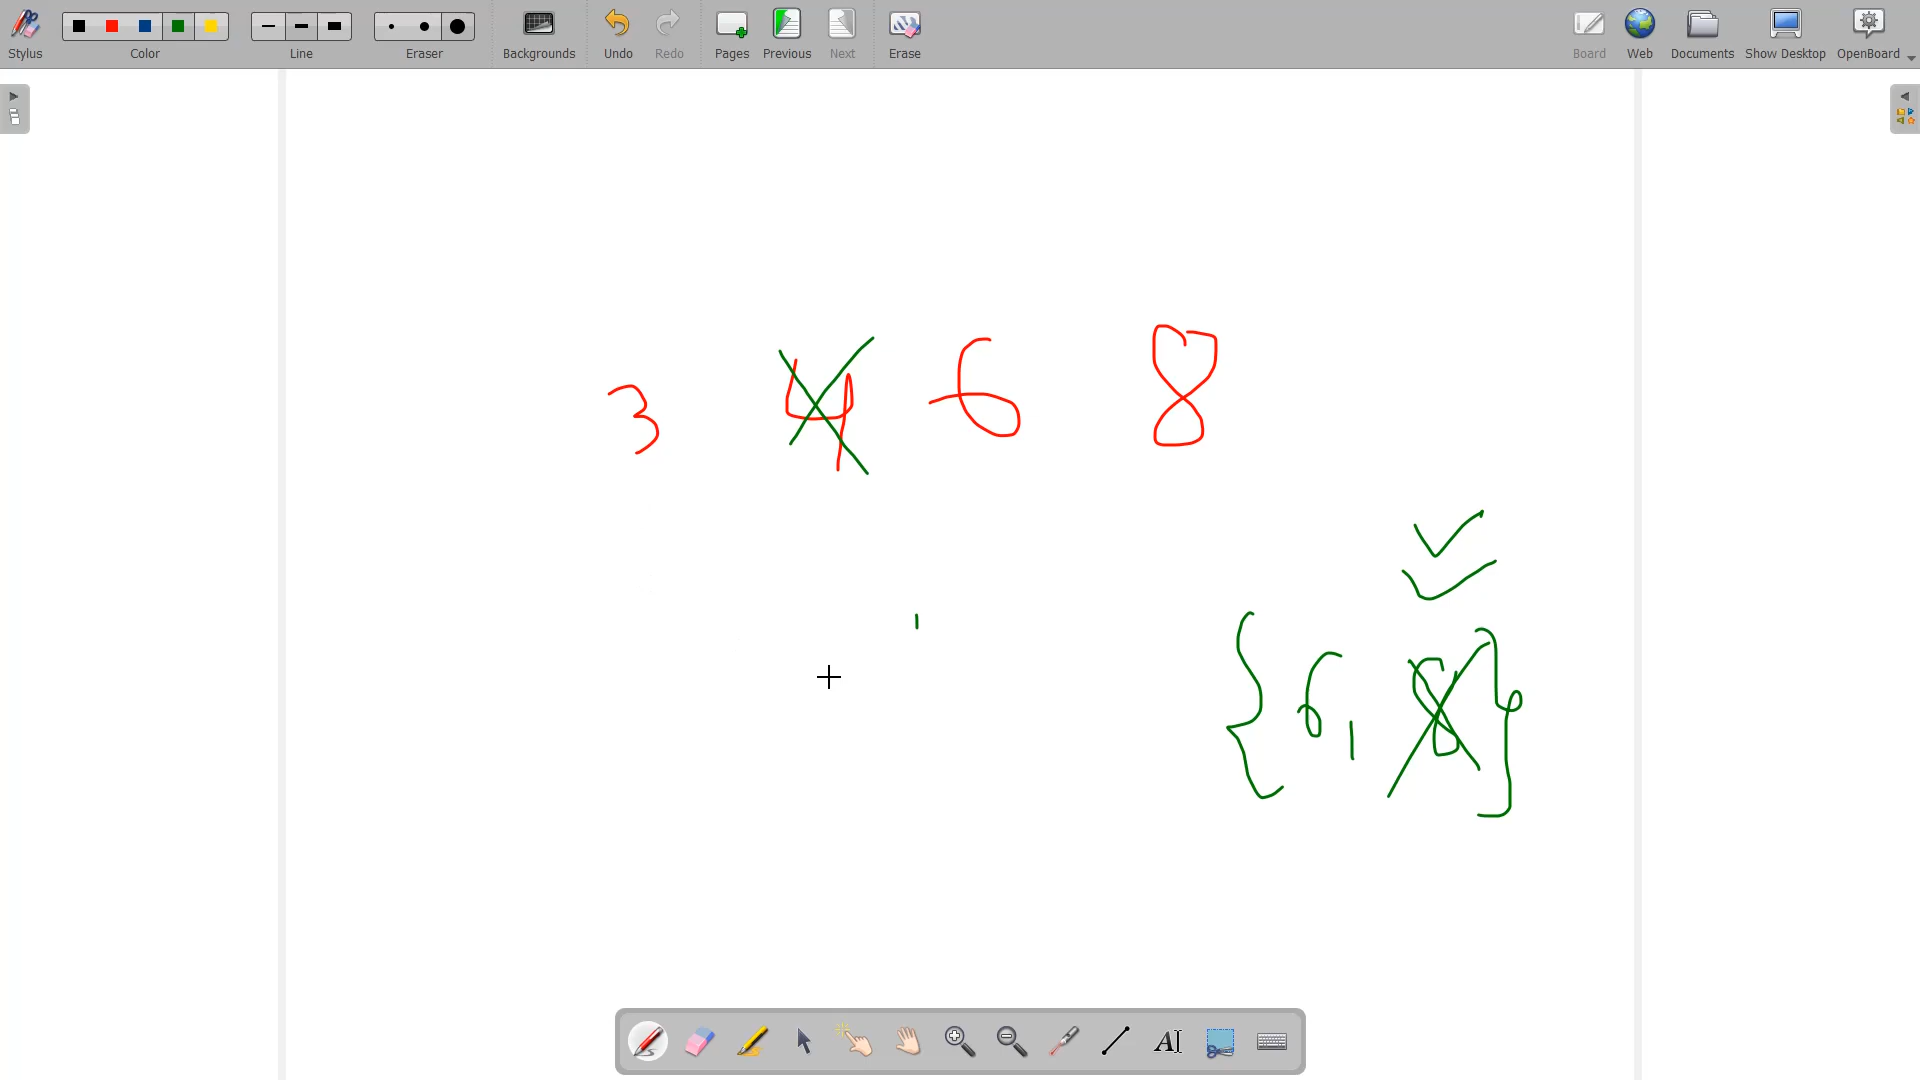 Stylus Color Line Eraser Backgrounds Undo Redo Pages Previous Next Erase Board Web Documents Show Desktop OpenBoard
3 4 6 8
{6, 8}